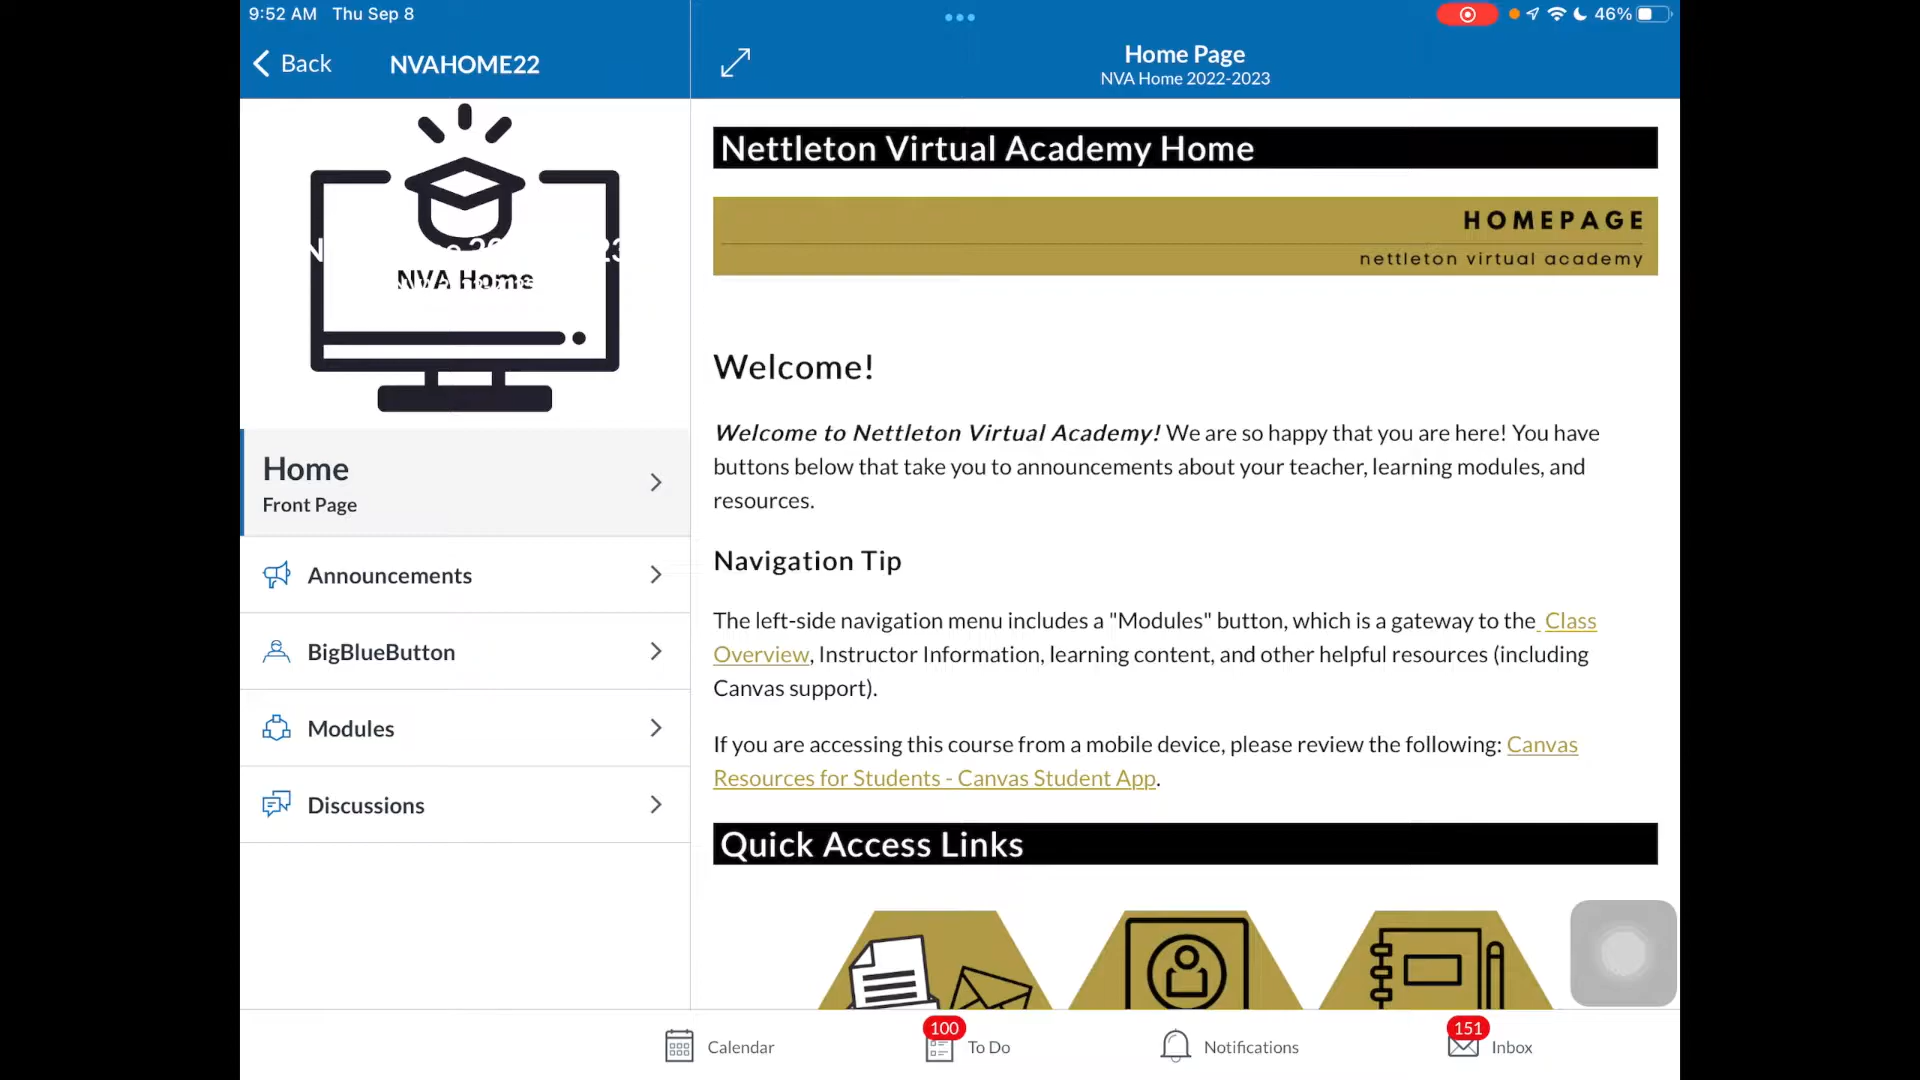 9:52 AM Thu Sep 8
46%
Back
NVAHOME22
Home Page
NVA Home 2022-2023
NVA Home
Home
Front Page
Announcements
BigBlueButton
Modules
Discussions
Nettleton Virtual Academy Home
HOMEPAGE
nettleton virtual academy
Welcome!
Welcome to Nettleton Virtual Academy! We are so happy that you are here! You have
buttons below that take you to announcements about your teacher, learning modules, and
resources.
Navigation Tip
The left-side navigation menu includes a "Modules" button, which is a gateway to the Class
Overview, Instructor Information, learning content, and other helpful resources (including
Canvas support).
If you are accessing this course from a mobile device, please review the following: Canvas
Resources for Students - Canvas Student App.
Quick Access Links
Calendar
100
To Do
Notifications
151
Inbox